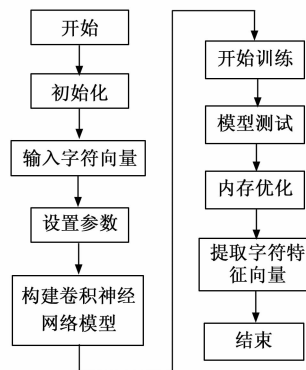 开始
初始化
输入字符向量
设置参数
构建卷积神经
网络模型
开始训练
模型测试
内存优化
提取字符特
征向量
结束